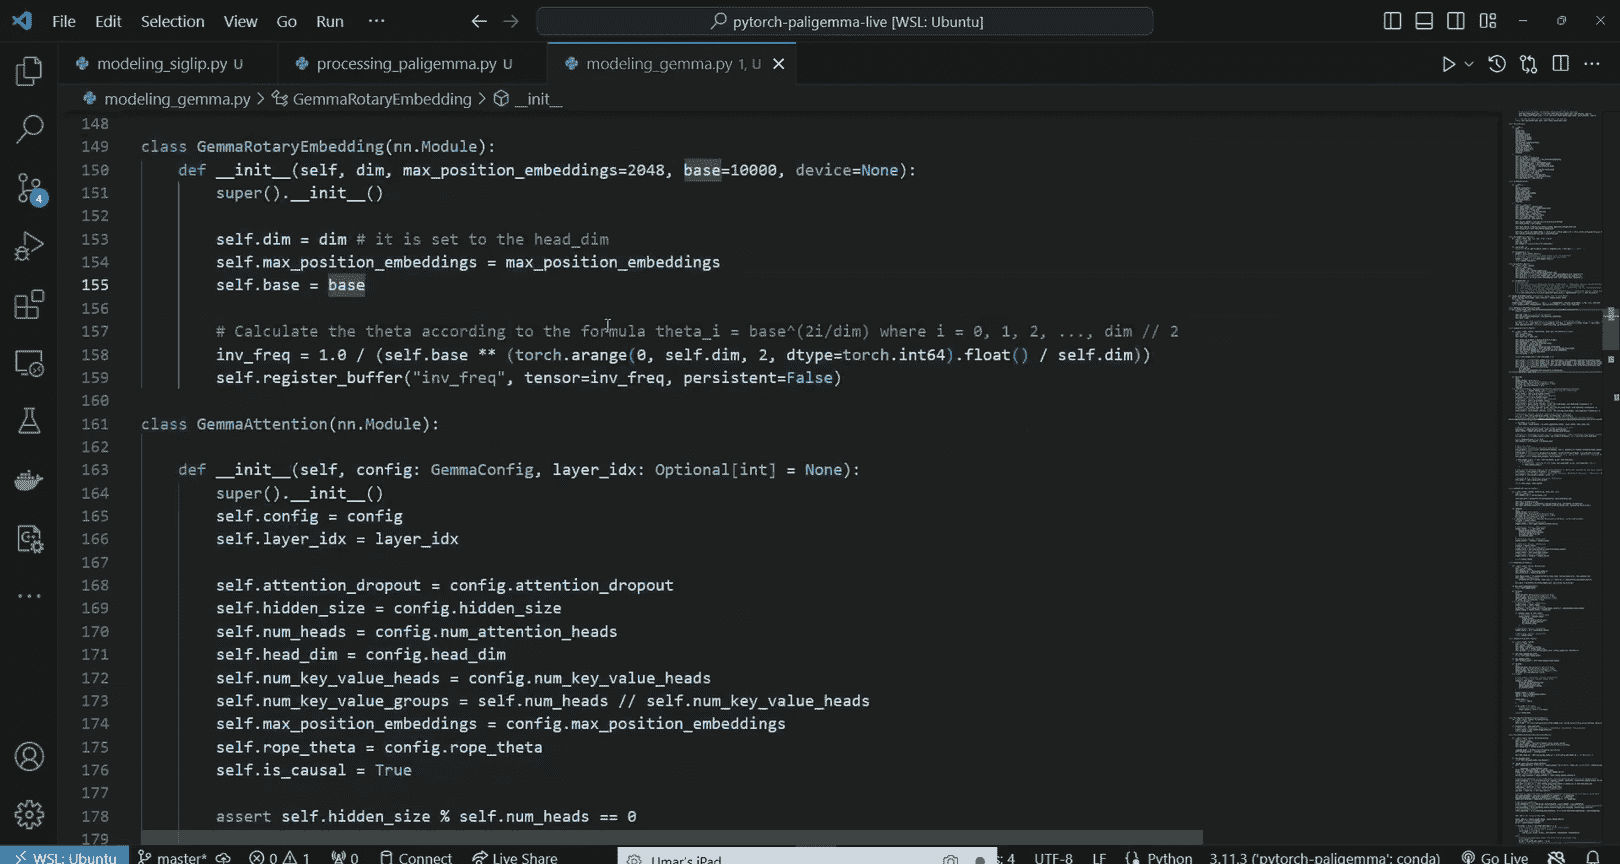 File Edit Selection View Go Run ··· pytorch-paligemma-live [WSL: Ubuntu]
modeling_siglip.py U processing_paligemma.py U modeling_gemma.py 1, U
modeling_gemma.py > GemmaRotaryEmbedding > __init__
148
149 class GemmaRotaryEmbedding(nn.Module):
150 def __init__(self, dim, max_position_embeddings=2048, base=10000, device=None):
151 super().__init__()
152
153 self.dim = dim # it is set to the head_dim
154 self.max_position_embeddings = max_position_embeddings
155 self.base = base
156
157 # Calculate the theta according to the formula theta_i = base^(2i/dim) where i = 0, 1, 2, ..., dim // 2
158 inv_freq = 1.0 / (self.base ** (torch.arange(0, self.dim, 2, dtype=torch.int64).float() / self.dim))
159 self.register_buffer("inv_freq", tensor=inv_freq, persistent=False)
160
161 class GemmaAttention(nn.Module):
162
163 def __init__(self, config: GemmaConfig, layer_idx: Optional[int] = None):
164 super().__init__()
165 self.config = config
166 self.layer_idx = layer_idx
167
168 self.attention_dropout = config.attention_dropout
169 self.hidden_size = config.hidden_size
170 self.num_heads = config.num_attention_heads
171 self.head_dim = config.head_dim
172 self.num_key_value_heads = config.num_key_value_heads
173 self.num_key_value_groups = self.num_heads // self.num_key_value_heads
174 self.max_position_embeddings = config.max_position_embeddings
175 self.rope_theta = config.rope_theta
176 self.is_causal = True
177
178 assert self.hidden_size % self.num_heads == 0
179
4
WSL: Ubuntu master* 0 1 0 Connect Live Share Umar's iPad s: 4 UTF-8 LF Python 3.11.3 ('pytorch-paligemma': conda) Go Live